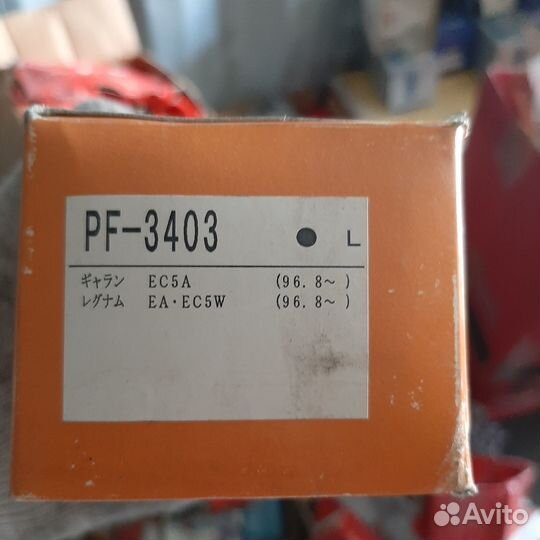 PF-3403 ● L
ギャラン EC5A (96. 8~ )
レグナム EA・EC5W (96. 8~ )
Avito